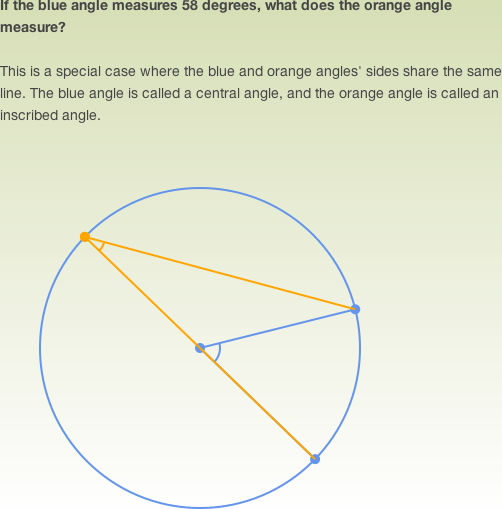 If the blue angle measures 58 degrees, what does the orange angle
measure?
This is a special case where the blue and orange angles' sides share the same
line. The blue angle is called a central angle, and the orange angle is called an
inscribed angle.